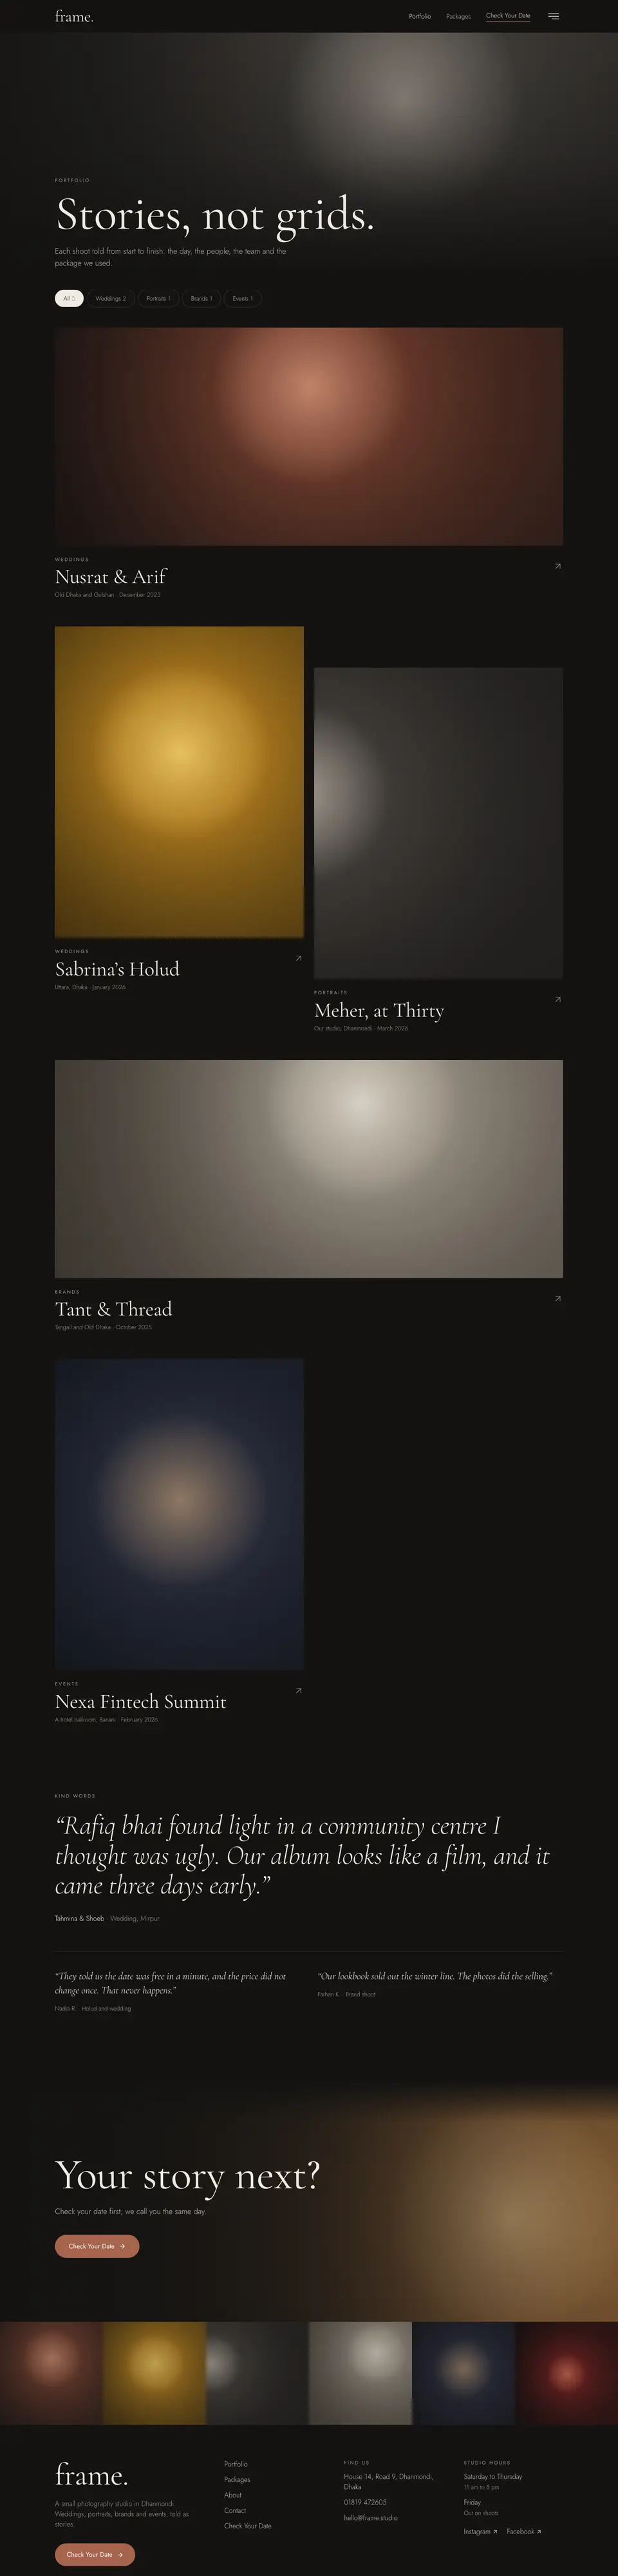 frame.
Portfolio
Packages
Check Your Date
PORTFOLIO
Stories, not grids.
Each shoot told from start to finish: the day, the people, the team and the
package we used.
All 5
Weddings 2
Portraits 1
Brands 1
Events 1
WEDDINGS
Nusrat & Arif
Old Dhaka and Gulshan · December 2025
WEDDINGS
Sabrina’s Holud
Uttara, Dhaka · January 2026
PORTRAITS
Meher, at Thirty
Our studio, Dhanmondi · March 2026
BRANDS
Tant & Thread
Tangail and Old Dhaka · October 2025
EVENTS
Nexa Fintech Summit
A hotel ballroom, Banani · February 2026
KIND WORDS
“Rafiq bhai found light in a community centre I
thought was ugly. Our album looks like a film, and it
came three days early.”
Tahmina & Shoeb · Wedding, Mirpur
“They told us the date was free in a minute, and the price did not
change once. That never happens.”
Nadia R. · Holud and wedding
“Our lookbook sold out the winter line. The photos did the selling.”
Farhan K. · Brand shoot
Your story next?
Check your date first; we call you the same day.
Check Your Date
frame.
A small photography studio in Dhanmondi.
Weddings, portraits, brands and events, told as
stories.
Check Your Date
Portfolio
Packages
About
Contact
Check Your Date
FIND US
House 14, Road 9, Dhanmondi,
Dhaka
01819 472605
hello@frame.studio
STUDIO HOURS
Saturday to Thursday
11 am to 8 pm
Friday
Out on shoots
Instagram
Facebook